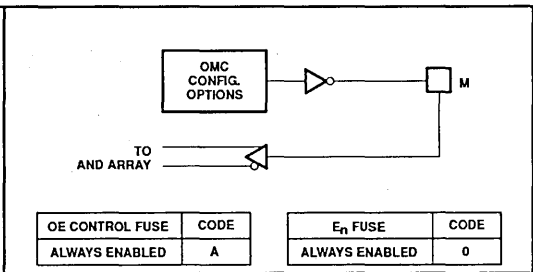 OMC
CONFIG.
OPTIONS
M
TO
AND ARRAY
OE CONTROL FUSE CODE
ALWAYS ENABLED A
En FUSE CODE
ALWAYS ENABLED 0